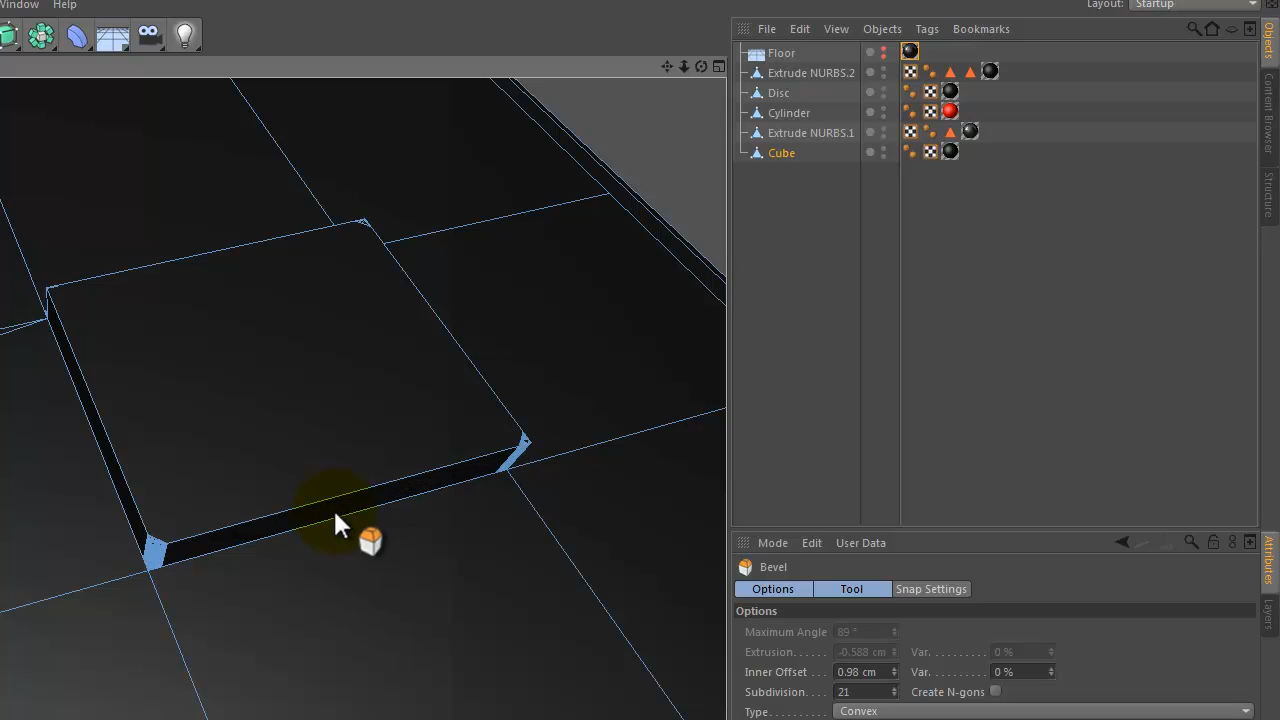 Window Help
Layout: Startup
File Edit View Objects Tags Bookmarks
Floor
Extrude NURBS.2
Disc
Cylinder
Extrude NURBS.1
Cube
Objects
Content Browser
Structure
Mode Edit User Data
Bevel
Options Tool Snap Settings
Options
Maximum Angle 89 °
Extrusion..... -0.588 cm Var......... 0 %
Inner Offset ... 0.98 cm Var......... 0 %
Subdivision.. 21 Create N-gons
Type....... Convex
Attributes
Layers